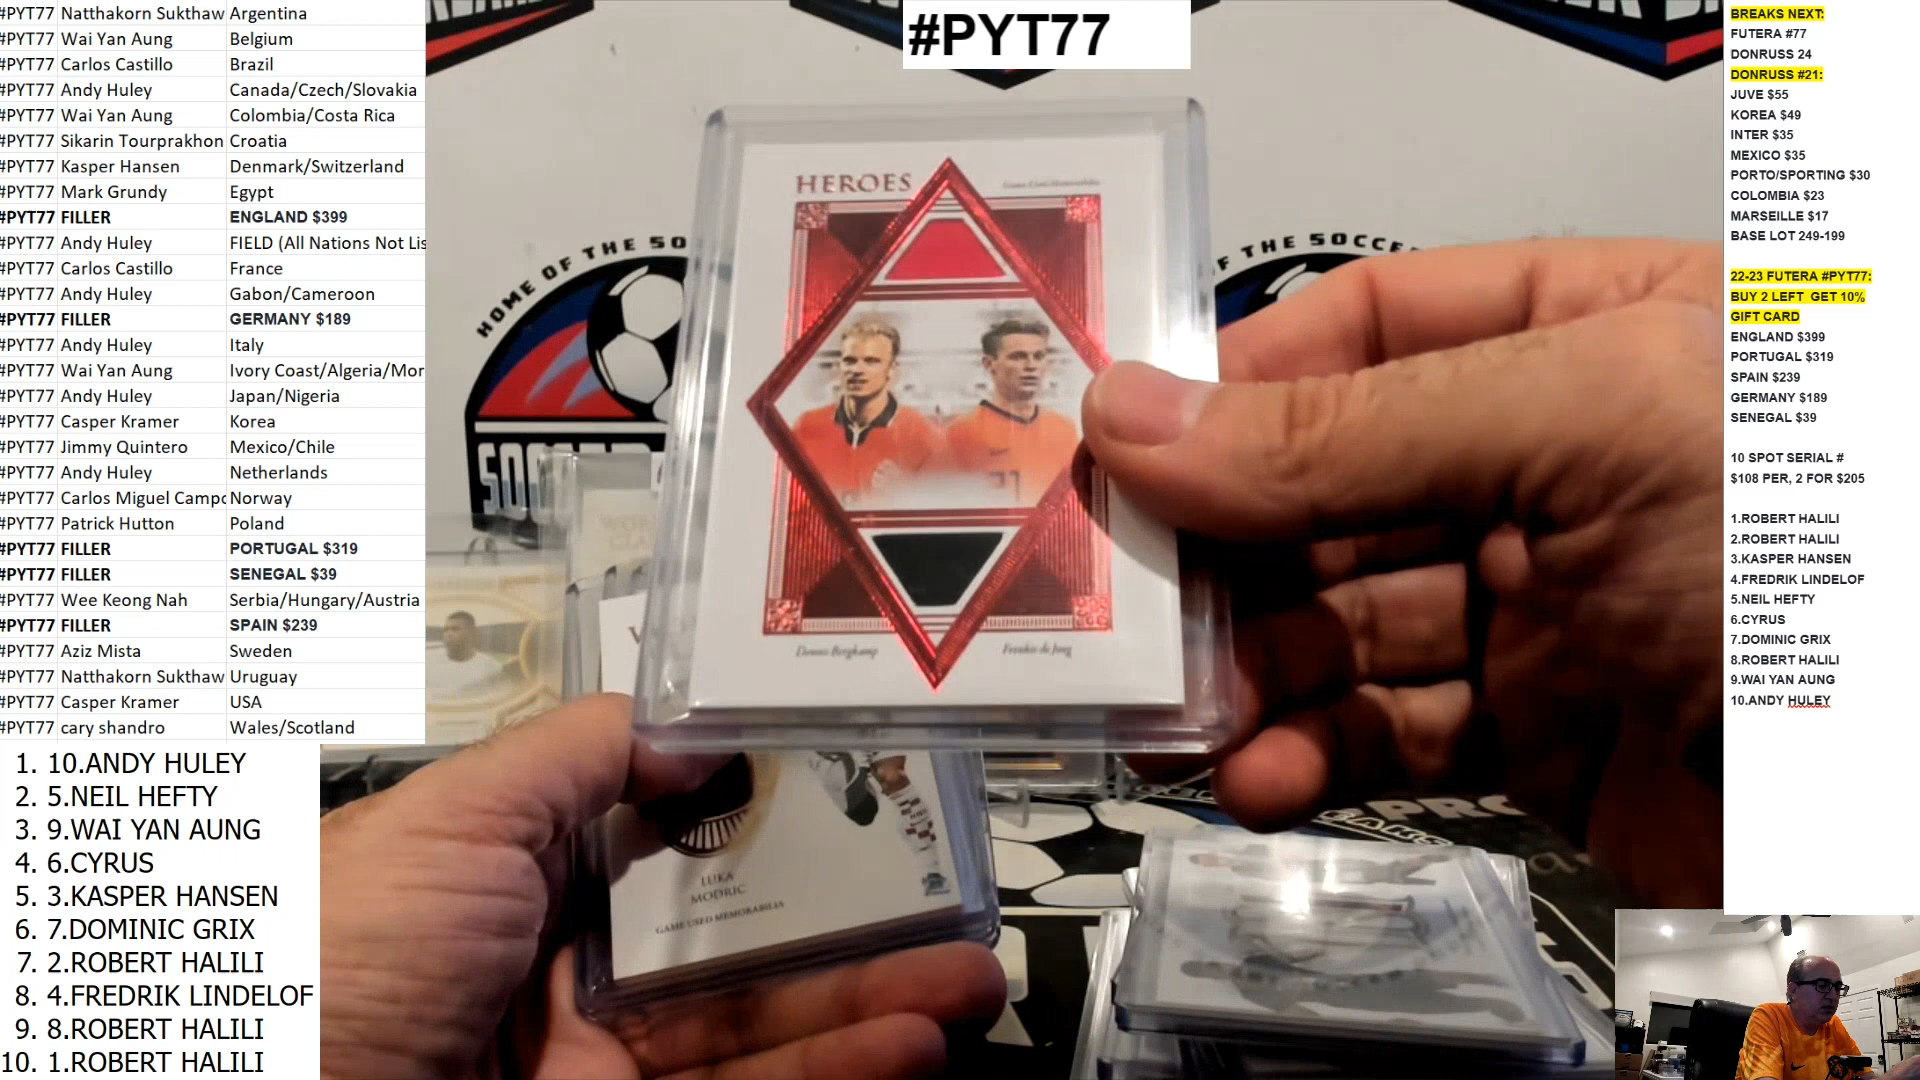 #PYT77 Natthakorn Sukthaw Argentina
#PYT77 Wai Yan Aung Belgium
#PYT77 Carlos Castillo Brazil
#PYT77 Andy Huley Canada/Czech/Slovakia
#PYT77 Wai Yan Aung Colombia/Costa Rica
#PYT77 Sikarin Tourprakhon Croatia
#PYT77 Kasper Hansen Denmark/Switzerland
#PYT77 Mark Grundy Egypt
#PYT77 FILLER ENGLAND $399
#PYT77 Andy Huley FIELD (All Nations Not Lis
#PYT77 Carlos Castillo France
#PYT77 Andy Huley Gabon/Cameroon
#PYT77 FILLER GERMANY $189
#PYT77 Andy Huley Italy
#PYT77 Wai Yan Aung Ivory Coast/Algeria/Mor
#PYT77 Andy Huley Japan/Nigeria
#PYT77 Casper Kramer Korea
#PYT77 Jimmy Quintero Mexico/Chile
#PYT77 Andy Huley Netherlands
#PYT77 Carlos Miguel Campo Norway
#PYT77 Patrick Hutton Poland
#PYT77 FILLER PORTUGAL $319
#PYT77 FILLER SENEGAL $39
#PYT77 Wee Keong Nah Serbia/Hungary/Austria
#PYT77 FILLER SPAIN $239
#PYT77 Aziz Mista Sweden
#PYT77 Natthakorn Sukthaw Uruguay
#PYT77 Casper Kramer USA
#PYT77 cary shandro Wales/Scotland
1. 10.ANDY HULEY
2. 5.NEIL HEFTY
3. 9.WAI YAN AUNG
4. 6.CYRUS
5. 3.KASPER HANSEN
6. 7.DOMINIC GRIX
7. 2.ROBERT HALILI
8. 4.FREDRIK LINDELOF
9. 8.ROBERT HALILI
10. 1.ROBERT HALILI
#PYT77
HOME OF THE SO
F THE SOCCE
HEROES
Dennis Bergkamp
Frenkie de Jong
LUKA
MODRIC
GAME USED MEMORABILIA
BREAKS NEXT:
FUTERA #77
DONRUSS 24
DONRUSS #21:
JUVE $55
KOREA $49
INTER $35
MEXICO $35
PORTO/SPORTING $30
COLOMBIA $23
MARSEILLE $17
BASE LOT 249-199
22-23 FUTERA #PYT77:
BUY 2 LEFT GET 10%
GIFT CARD
ENGLAND $399
PORTUGAL $319
SPAIN $239
GERMANY $189
SENEGAL $39
10 SPOT SERIAL #
$108 PER, 2 FOR $205
1.ROBERT HALILI
2.ROBERT HALILI
3.KASPER HANSEN
4.FREDRIK LINDELOF
5.NEIL HEFTY
6.CYRUS
7.DOMINIC GRIX
8.ROBERT HALILI
9.WAI YAN AUNG
10.ANDY HULEY